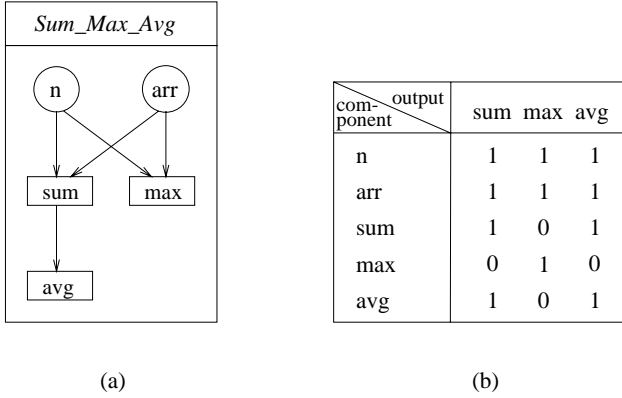 Sum_Max_Avg
n arr
sum max
avg
(a)
com-
ponent
output
sum max avg
n 1 1 1
arr 1 1 1
sum 1 0 1
max 0 1 0
avg 1 0 1
(b)